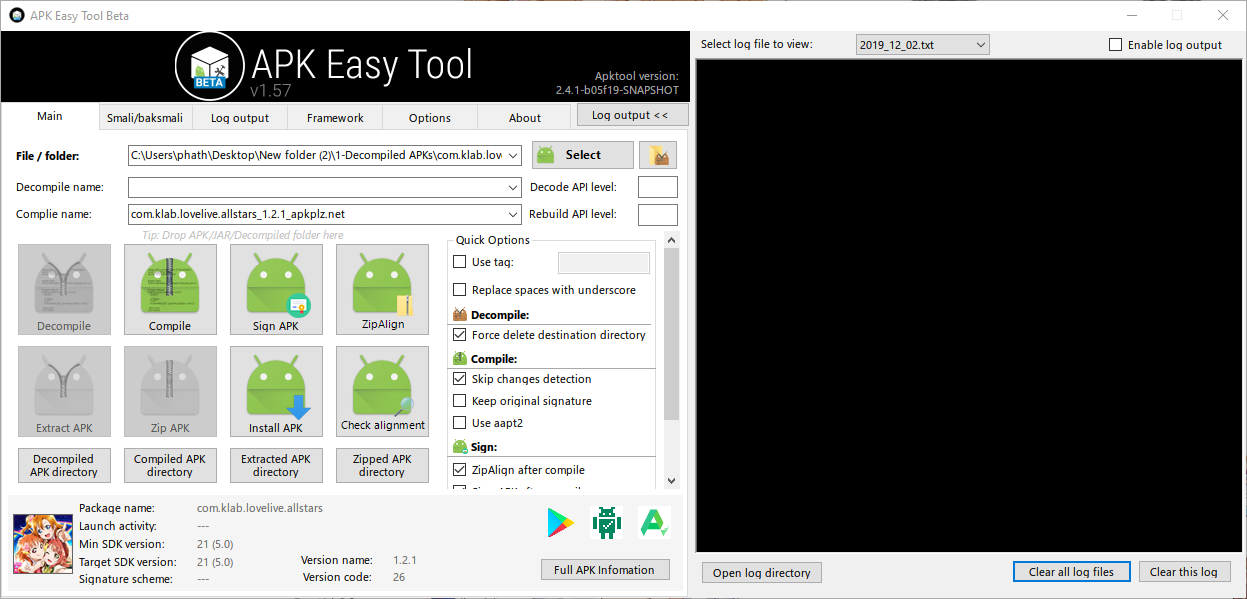 APK Easy Tool Beta
BETA
APK Easy Tool
v1.57
Apktool version:
2.4.1-b05f19-SNAPSHOT
Main
Smali/baksmali
Log output
Framework
Options
About
Log output <<
File / folder:
C:\Users\phath\Desktop\New folder (2)\1-Decompiled APKs\com.klab.lov
Select
Decompile name:
Decode API level:
Complie name:
com.klab.lovelive.allstars_1.2.1_apkplz.net
Rebuild API level:
Tip: Drop APK/JAR/Decompiled folder here
Decompile
Compile
Sign APK
ZipAlign
Extract APK
Zip APK
Install APK
Check alignment
Decompiled
APK directory
Compiled APK
directory
Extracted APK
directory
Zipped APK
directory
Quick Options
Use tag:
Replace spaces with underscore
Decompile:
Force delete destination directory
Compile:
Skip changes detection
Keep original signature
Use aapt2
Sign:
ZipAlign after compile
Package name:
com.klab.lovelive.allstars
Launch activity:
---
Min SDK version:
21 (5.0)
Target SDK version:
21 (5.0)
Signature scheme:
---
Version name:
1.2.1
Version code:
26
Full APK Infomation
Select log file to view:
2019_12_02.txt
Enable log output
Open log directory
Clear all log files
Clear this log